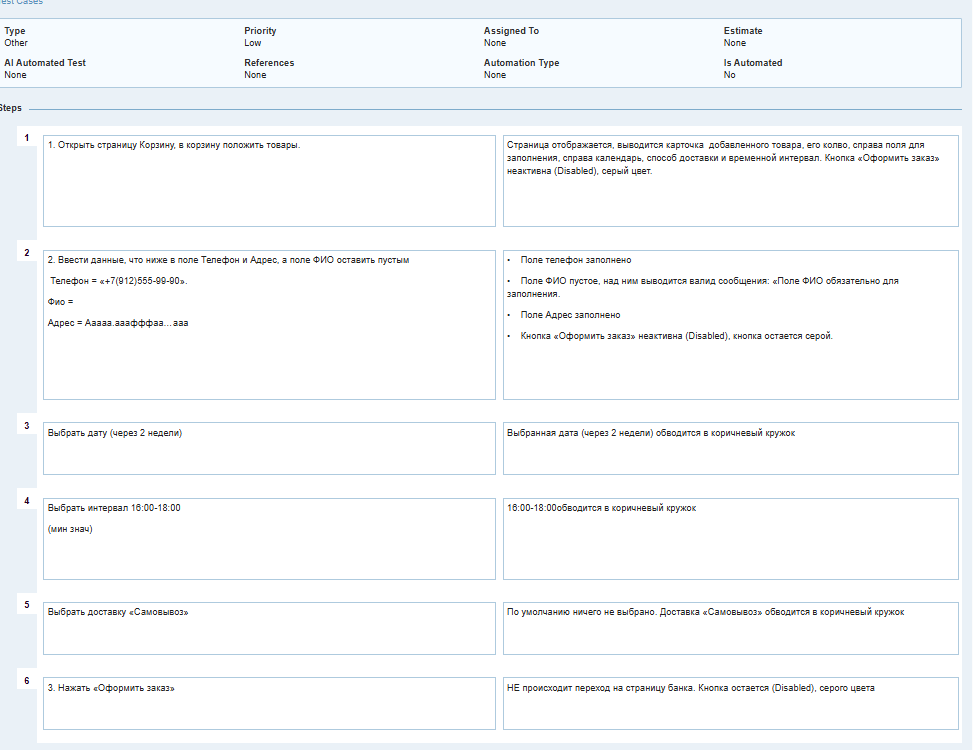 Test Cases
Type
Priority
Assigned To
Estimate
Other
Low
None
None
AI Automated Test
References
Automation Type
Is Automated
None
None
None
No
Steps
1
1. Открыть страницу Корзину, в корзину положить товары.
Страница отображается, выводится карточка добавленного товара, его колво, справа поля для
заполнения, справа календарь, способ доставки и временной интервал. Кнопка «Оформить заказ»
неактивна (Disabled), серый цвет.
2
2. Ввести данные, что ниже в поле Телефон и Адрес, а поле ФИО оставить пустым
Телефон = «+7(912)555-99-90».
Фио =
Адрес = Ааааа.ааафффаа…ааа
• Поле телефон заполнено
• Поле ФИО пустое, над ним выводится валид сообщения: «Поле ФИО обязательно для
заполнения.
• Поле Адрес заполнено
• Кнопка «Оформить заказ» неактивна (Disabled), кнопка остается серой.
3
Выбрать дату (через 2 недели)
Выбранная дата (через 2 недели) обводится в коричневый кружок
4
Выбрать интервал 16:00-18:00
(мин знач)
16:00-18:00обводится в коричневый кружок
5
Выбрать доставку «Самовывоз»
По умолчанию ничего не выбрано. Доставка «Самовывоз» обводится в коричневый кружок
6
3. Нажать «Оформить заказ»
НЕ происходит переход на страницу банка. Кнопка остается (Disabled), серого цвета